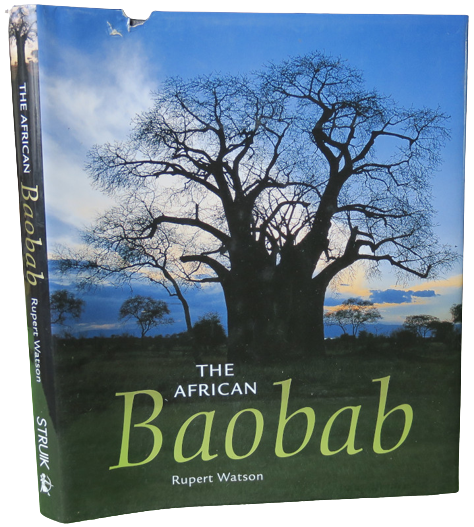 THE AFRICAN
Baobab
Rupert Watson
STRUIK
THE
AFRICAN
Baobab
Rupert Watson